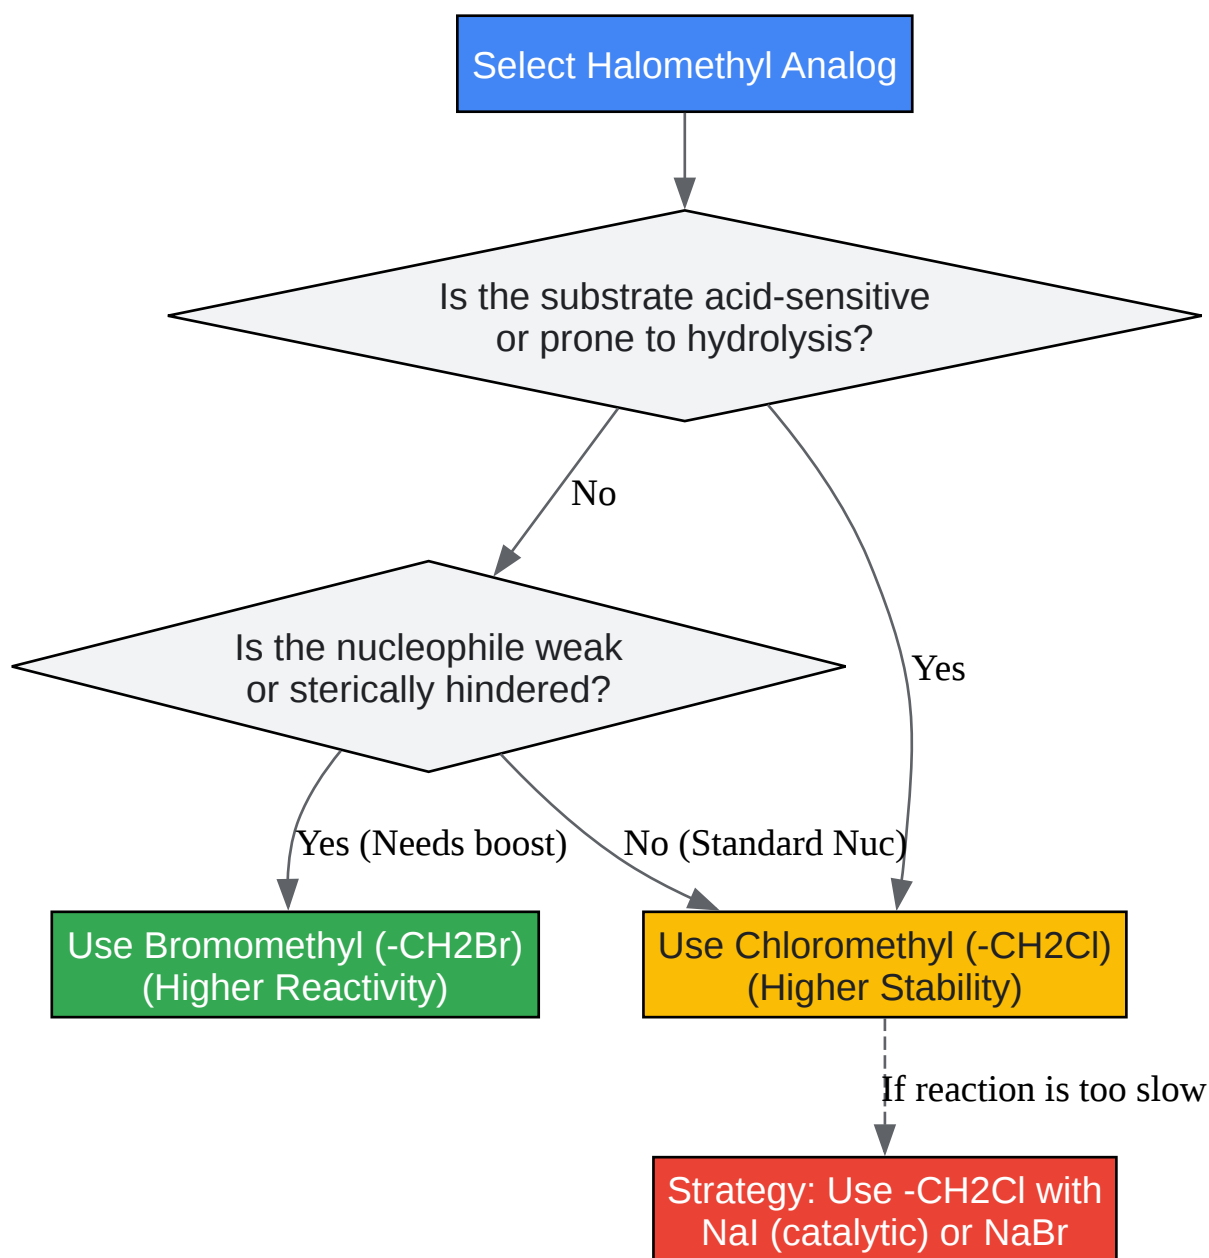 Select Halomethyl Analog
Is the substrate acid-sensitive
or prone to hydrolysis?
No
Yes
Is the nucleophile weak
or sterically hindered?
Yes (Needs boost)
No (Standard Nuc)
Use Bromomethyl (-CH2Br)
(Higher Reactivity)
Use Chloromethyl (-CH2Cl)
(Higher Stability)
If reaction is too slow
Strategy: Use -CH2Cl with
NaI (catalytic) or NaBr